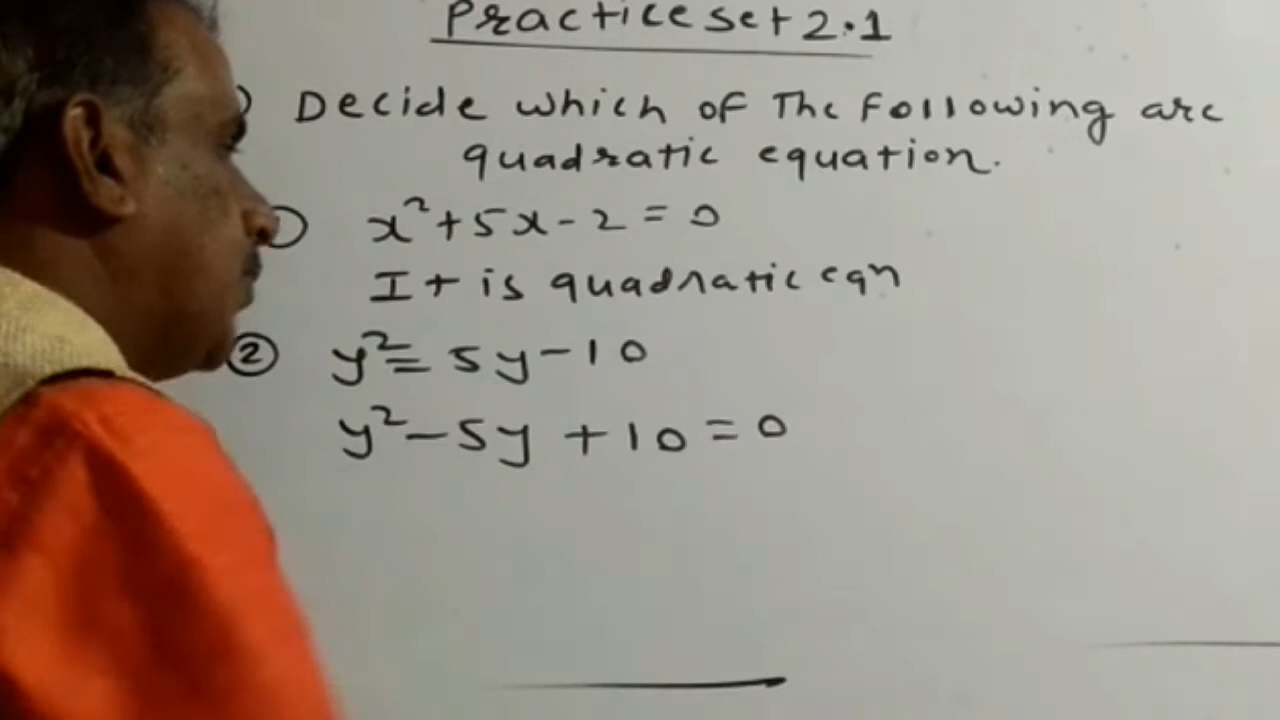 Practice set 2.1
) Decide which of The Following are
quadratic equation.
① x²+5x-2=0
It is quadratic eqn
② y²=5y-10
y²-5y+10=0